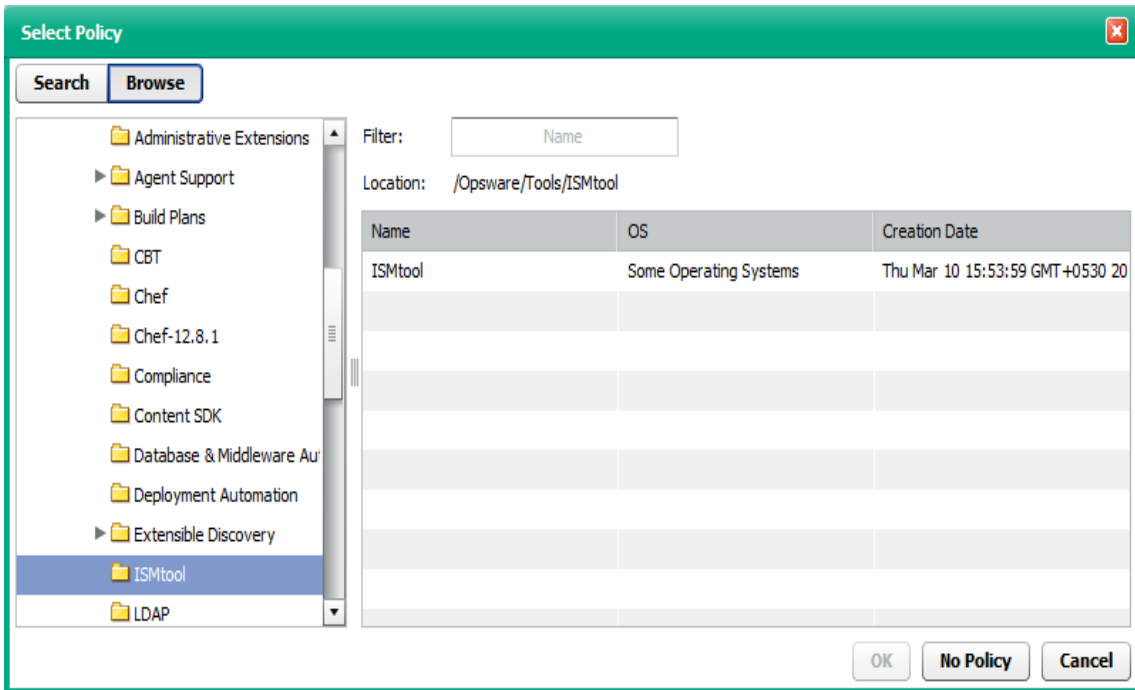 Select Policy
Search Browse
Administrative Extensions
Agent Support
Build Plans
CBT
Chef
Chef-12.8.1
Compliance
Content SDK
Database & Middleware Au
Deployment Automation
Extensible Discovery
ISMtool
LDAP
Filter: Name
Location: /Opsware/Tools/ISMtool
Name OS Creation Date
ISMtool Some Operating Systems Thu Mar 10 15:53:59 GMT+0530 20
OK No Policy Cancel